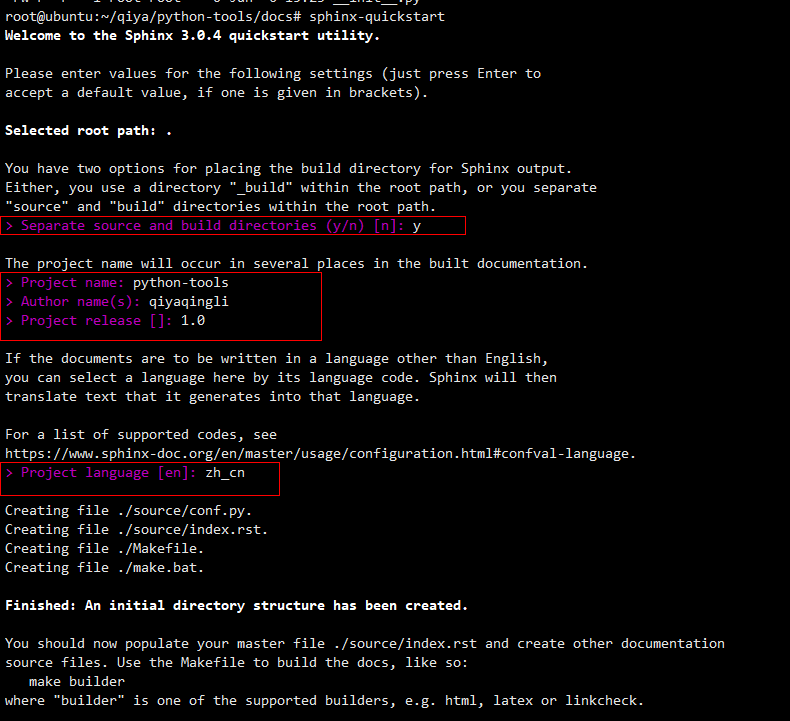 root@ubuntu:~/qiya/python-tools/docs# sphinx-quickstart
Welcome to the Sphinx 3.0.4 quickstart utility.
Please enter values for the following settings (just press Enter to
accept a default value, if one is given in brackets).
Selected root path: .
You have two options for placing the build directory for Sphinx output.
Either, you use a directory "_build" within the root path, or you separate
"source" and "build" directories within the root path.
> Separate source and build directories (y/n) [n]: y
The project name will occur in several places in the built documentation.
> Project name: python-tools
> Author name(s): qiyaqingli
> Project release []: 1.0
If the documents are to be written in a language other than English,
you can select a language here by its language code. Sphinx will then
translate text that it generates into that language.
For a list of supported codes, see
https://www.sphinx-doc.org/en/master/usage/configuration.html#confval-language.
> Project language [en]: zh_cn
Creating file ./source/conf.py.
Creating file ./source/index.rst.
Creating file ./Makefile.
Creating file ./make.bat.
Finished: An initial directory structure has been created.
You should now populate your master file ./source/index.rst and create other documentation
source files. Use the Makefile to build the docs, like so:
make builder
where "builder" is one of the supported builders, e.g. html, latex or linkcheck.